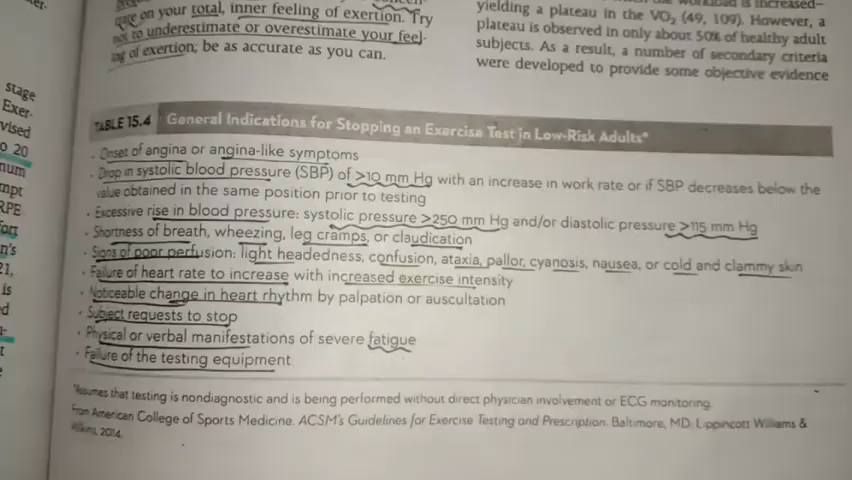 on your total, inner feeling of exertion. Try
not to underestimate or overestimate your feel-
ing of exertion; be as accurate as you can.
yielding a plateau in the VO₂ (49, 109). However, a
plateau is observed in only about 50% of healthy adult
subjects. As a result, a number of secondary criteria
were developed to provide some objective evidence
stage
Exer-
vised
o 20
num
mpt
RPE
fort
n's
21,
is
ed
TABLE 15.4 General Indications for Stopping an Exercise Test in Low-Risk Adults*
• Onset of angina or angina-like symptoms
• Drop in systolic blood pressure (SBP) of >10 mm Hg with an increase in work rate or if SBP decreases below the
value obtained in the same position prior to testing
• Excessive rise in blood pressure: systolic pressure >250 mm Hg and/or diastolic pressure >115 mm Hg
• Shortness of breath, wheezing, leg cramps, or claudication
• Signs of poor perfusion: light headedness, confusion, ataxia, pallor, cyanosis, nausea, or cold and clammy skin
• Failure of heart rate to increase with increased exercise intensity
• Noticeable change in heart rhythm by palpation or auscultation
• Subject requests to stop
• Physical or verbal manifestations of severe fatigue
• Failure of the testing equipment
*Assumes that testing is nondiagnostic and is being performed without direct physician involvement or ECG monitoring.
From American College of Sports Medicine. ACSM's Guidelines for Exercise Testing and Prescription. Baltimore, MD: Lippincott Williams &
Wilkins, 2014.